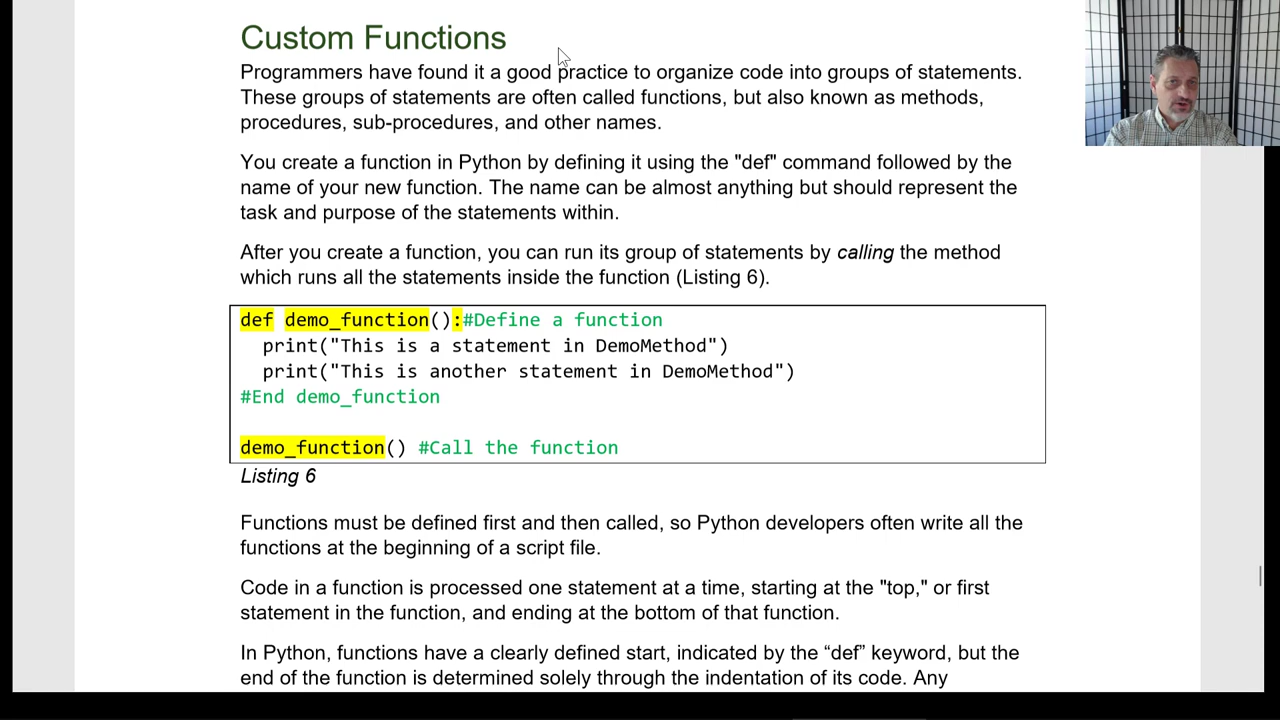 Custom Functions
Programmers have found it a good practice to organize code into groups of statements.
These groups of statements are often called functions, but also known as methods,
procedures, sub-procedures, and other names.
You create a function in Python by defining it using the "def" command followed by the
name of your new function. The name can be almost anything but should represent the
task and purpose of the statements within.
After you create a function, you can run its group of statements by calling the method
which runs all the statements inside the function (Listing 6).
def demo_function():#Define a function
  print("This is a statement in DemoMethod")
  print("This is another statement in DemoMethod")
#End demo_function
demo_function() #Call the function
Listing 6
Functions must be defined first and then called, so Python developers often write all the
functions at the beginning of a script file.
Code in a function is processed one statement at a time, starting at the "top," or first
statement in the function, and ending at the bottom of that function.
In Python, functions have a clearly defined start, indicated by the “def” keyword, but the
end of the function is determined solely through the indentation of its code. Any